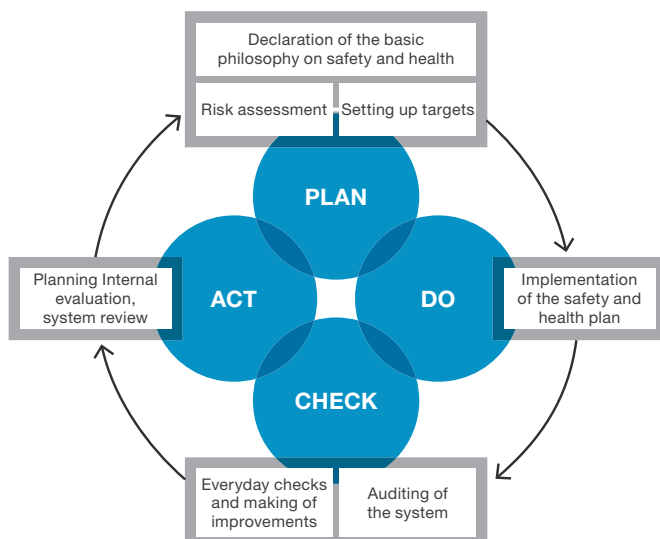 Declaration of the basic
philosophy on safety and health
Risk assessment
Setting up targets
PLAN
Planning Internal
evaluation,
system review
ACT
DO
Implementation
of the safety and
health plan
CHECK
Everyday checks
and making of
improvements
Auditing of
the system